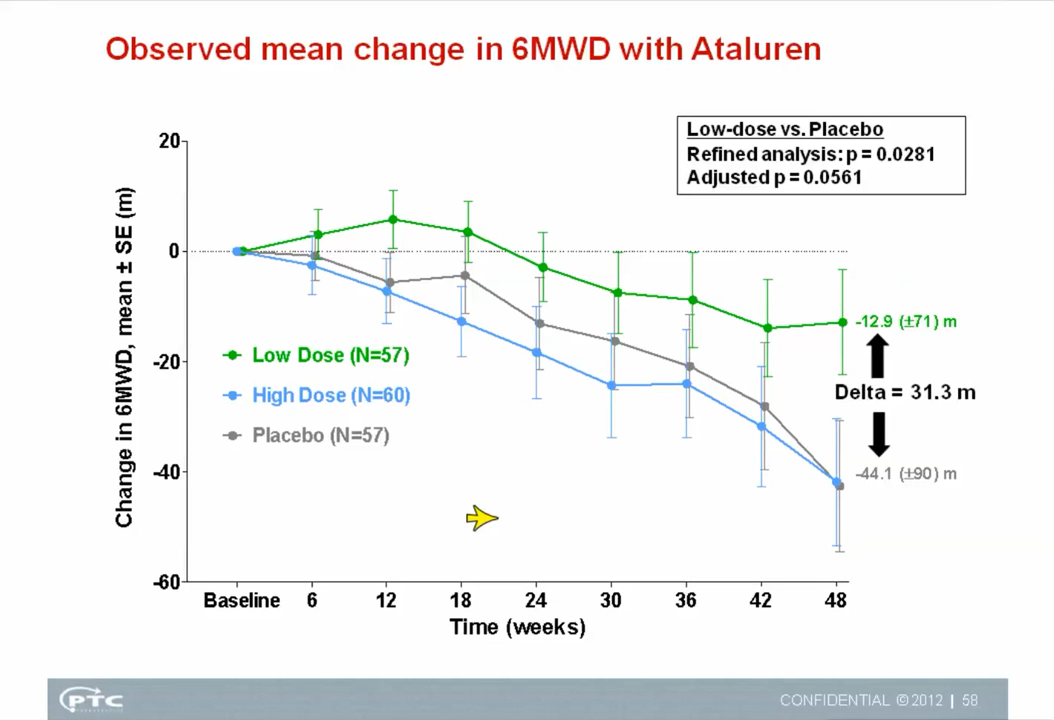 Observed mean change in 6MWD with Ataluren
Low-dose vs. Placebo
Refined analysis: p = 0.0281
Adjusted p = 0.0561
Change in 6MWD, mean ± SE (m)
20
0
-20
-40
-60
Low Dose (N=57)
High Dose (N=60)
Placebo (N=57)
-12.9 (±71) m
Delta = 31.3 m
-44.1 (±90) m
Baseline 6 12 18 24 30 36 42 48
Time (weeks)
PTC
CONFIDENTIAL ©2012 | 58